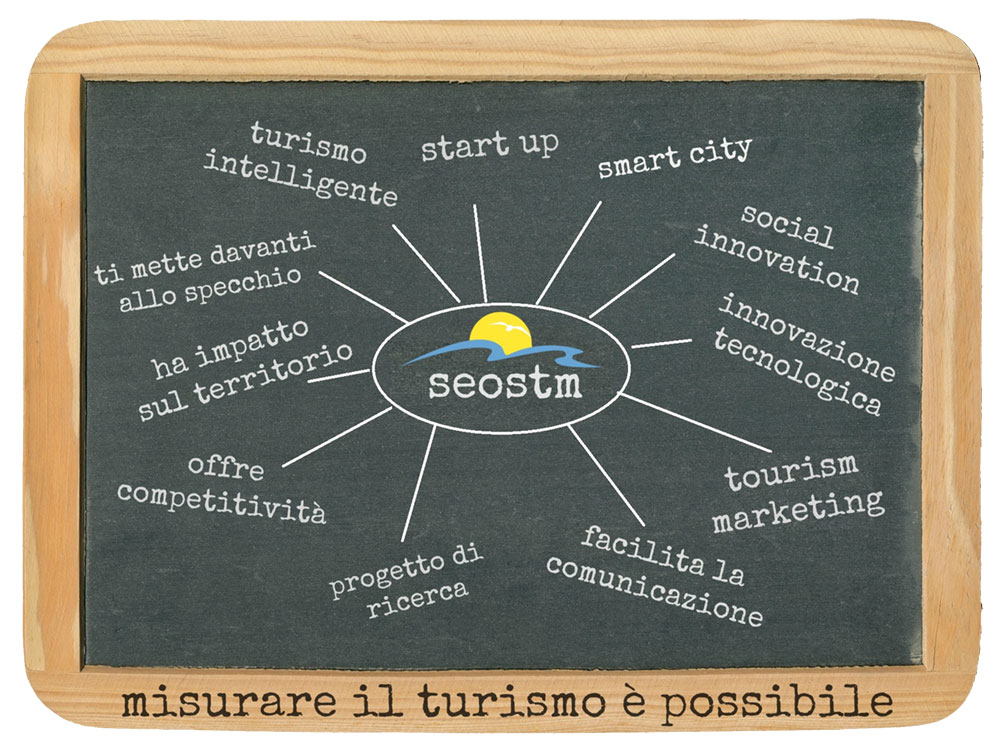 turismo
intelligente
start up
smart city
social
innovation
ti mette davanti
allo specchio
innovazione
tecnologica
ha impatto
sul territorio
seostm
offre
competitività
tourism
marketing
progetto di
ricerca
facilita la
comunicazione
misurare il turismo è possibile